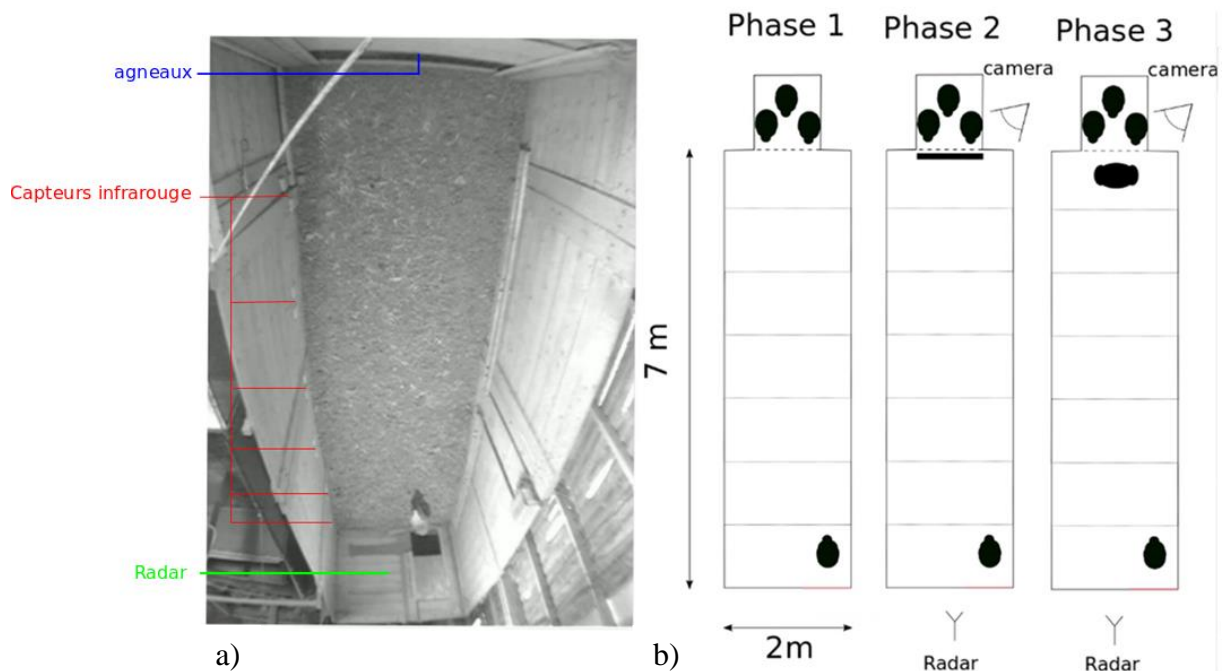 agneaux
Capteurs infrarouge
Radar
a)
Phase 1
Phase 2
Phase 3
camera
camera
7 m
2m
b)
Radar
Radar